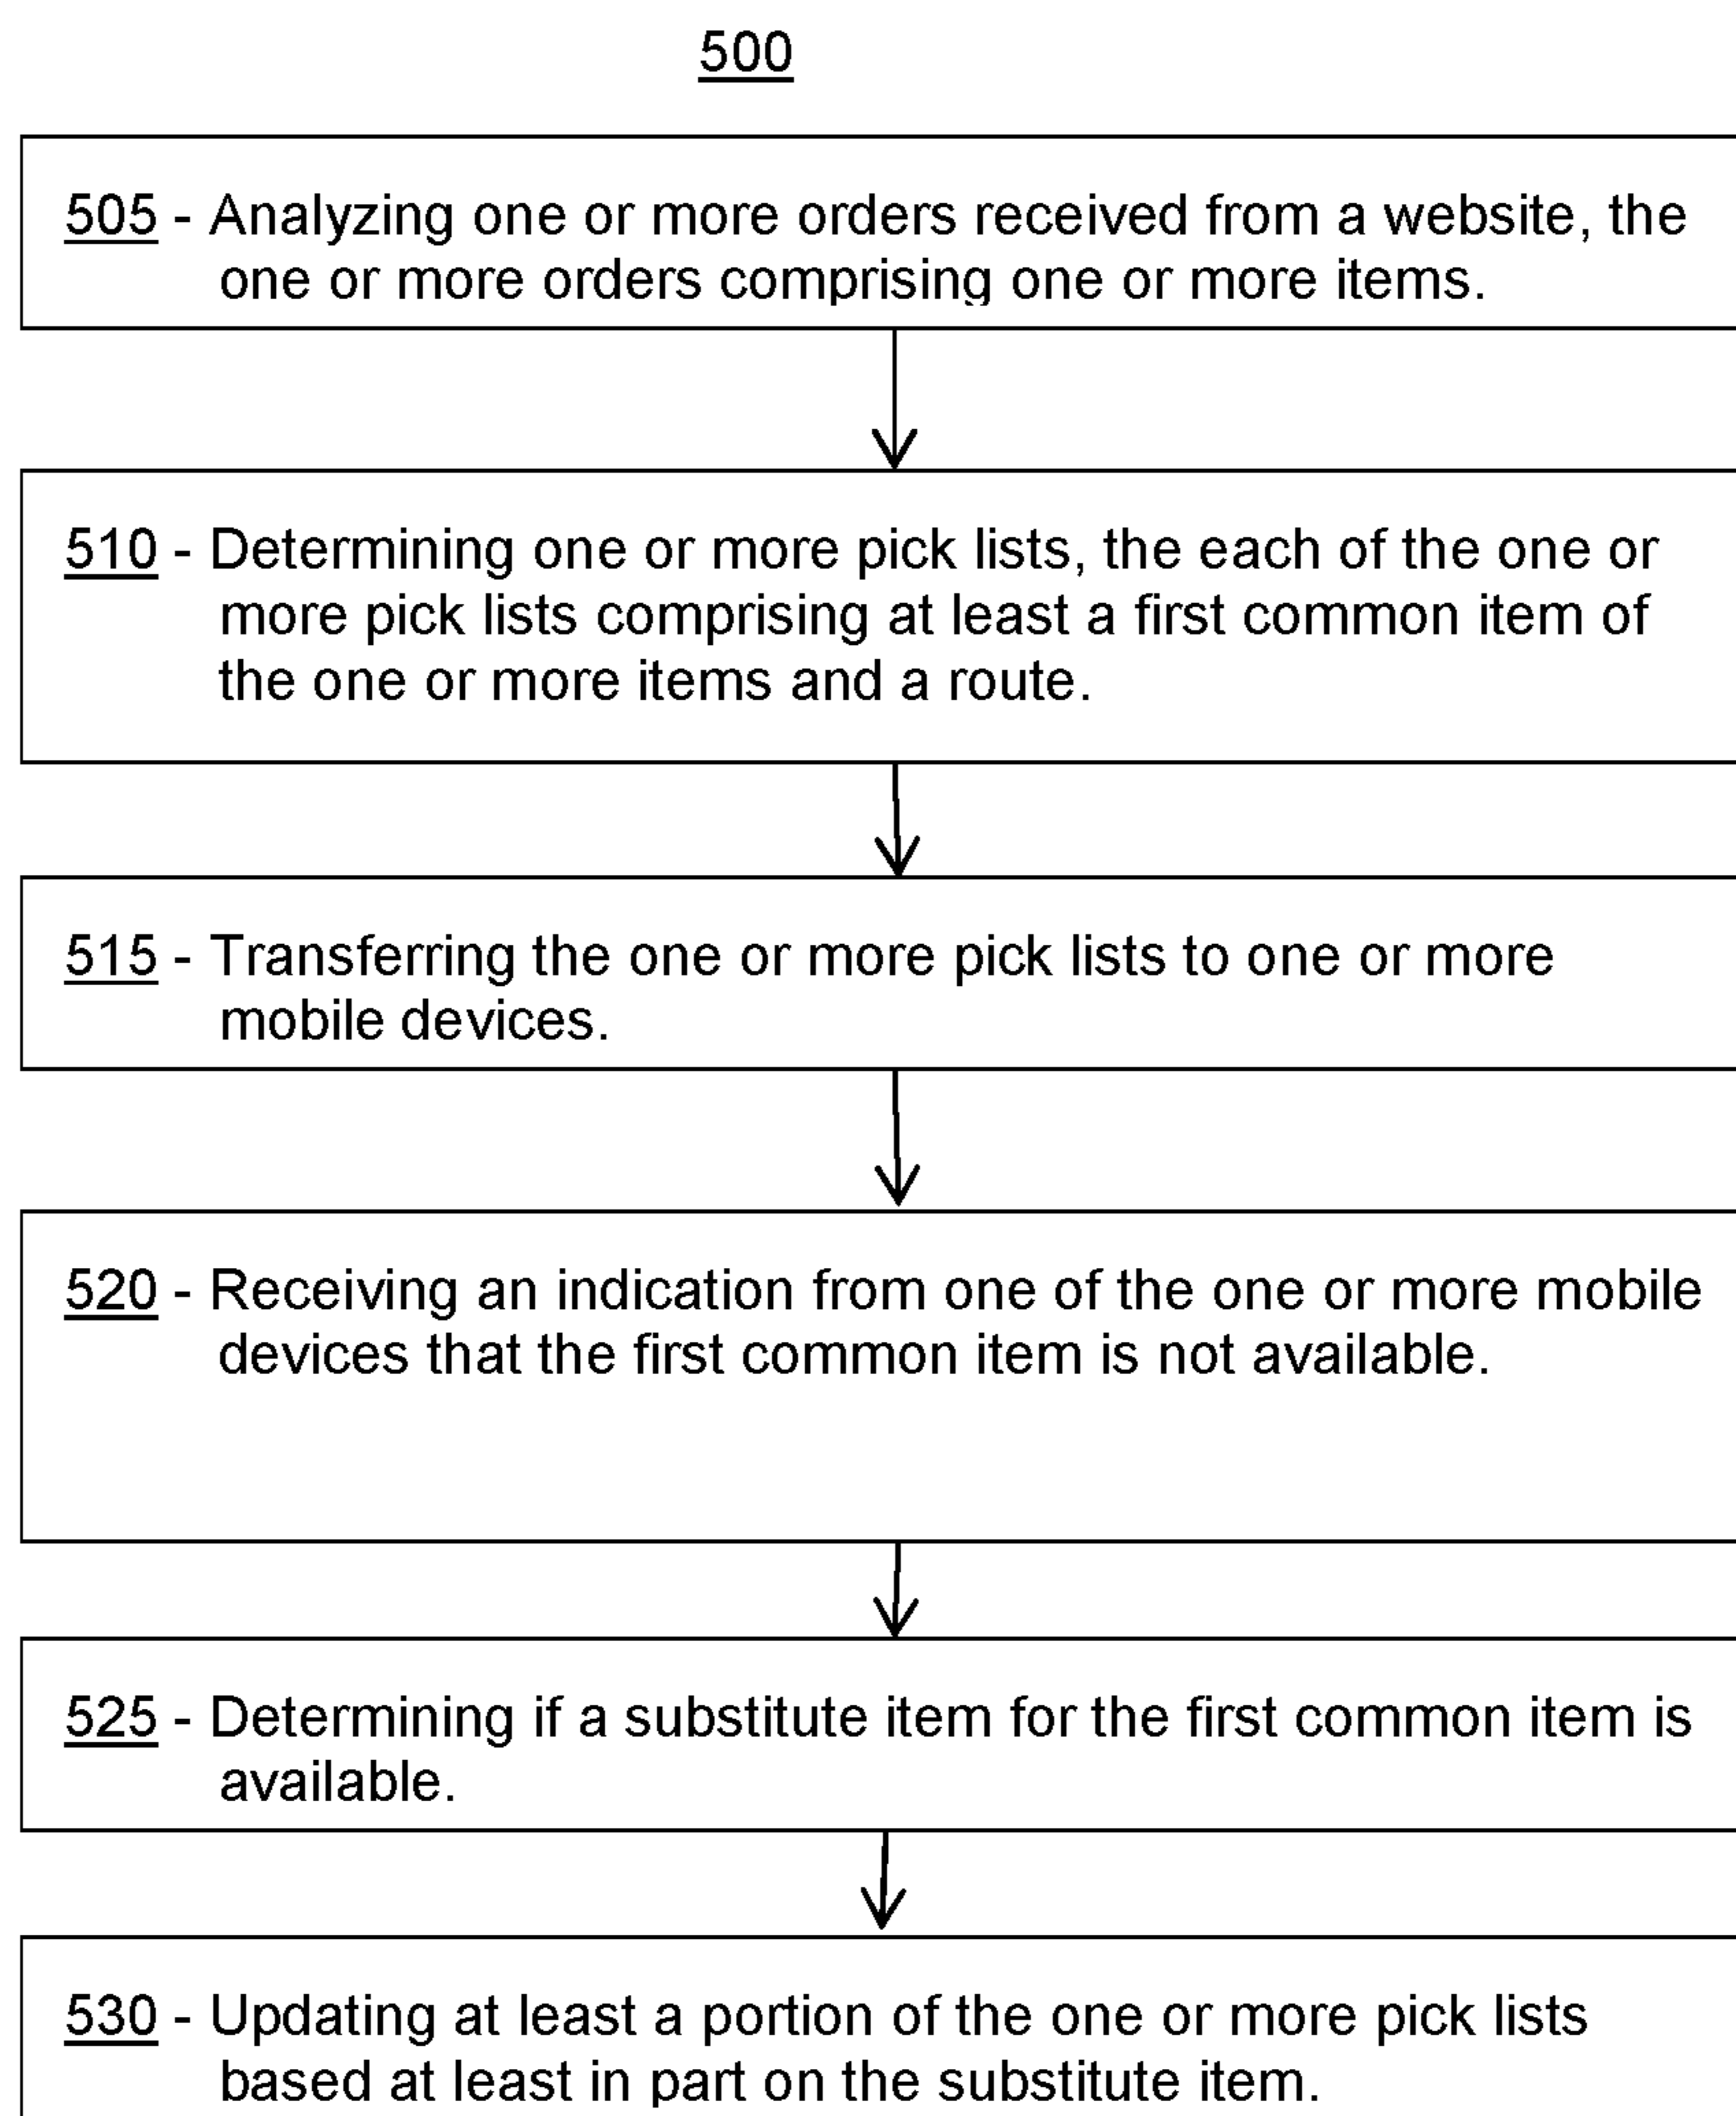 500
505 - Analyzing one or more orders received from a website, the
one or more orders comprising one or more items.
510 - Determining one or more pick lists, the each of the one or
more pick lists comprising at least a first common item of
the one or more items and a route.
515 - Transferring the one or more pick lists to one or more
mobile devices.
520 - Receiving an indication from one of the one or more mobile
devices that the first common item is not available.
525 - Determining if a substitute item for the first common item is
available.
530 - Updating at least a portion of the one or more pick lists
based at least in part on the substitute item.